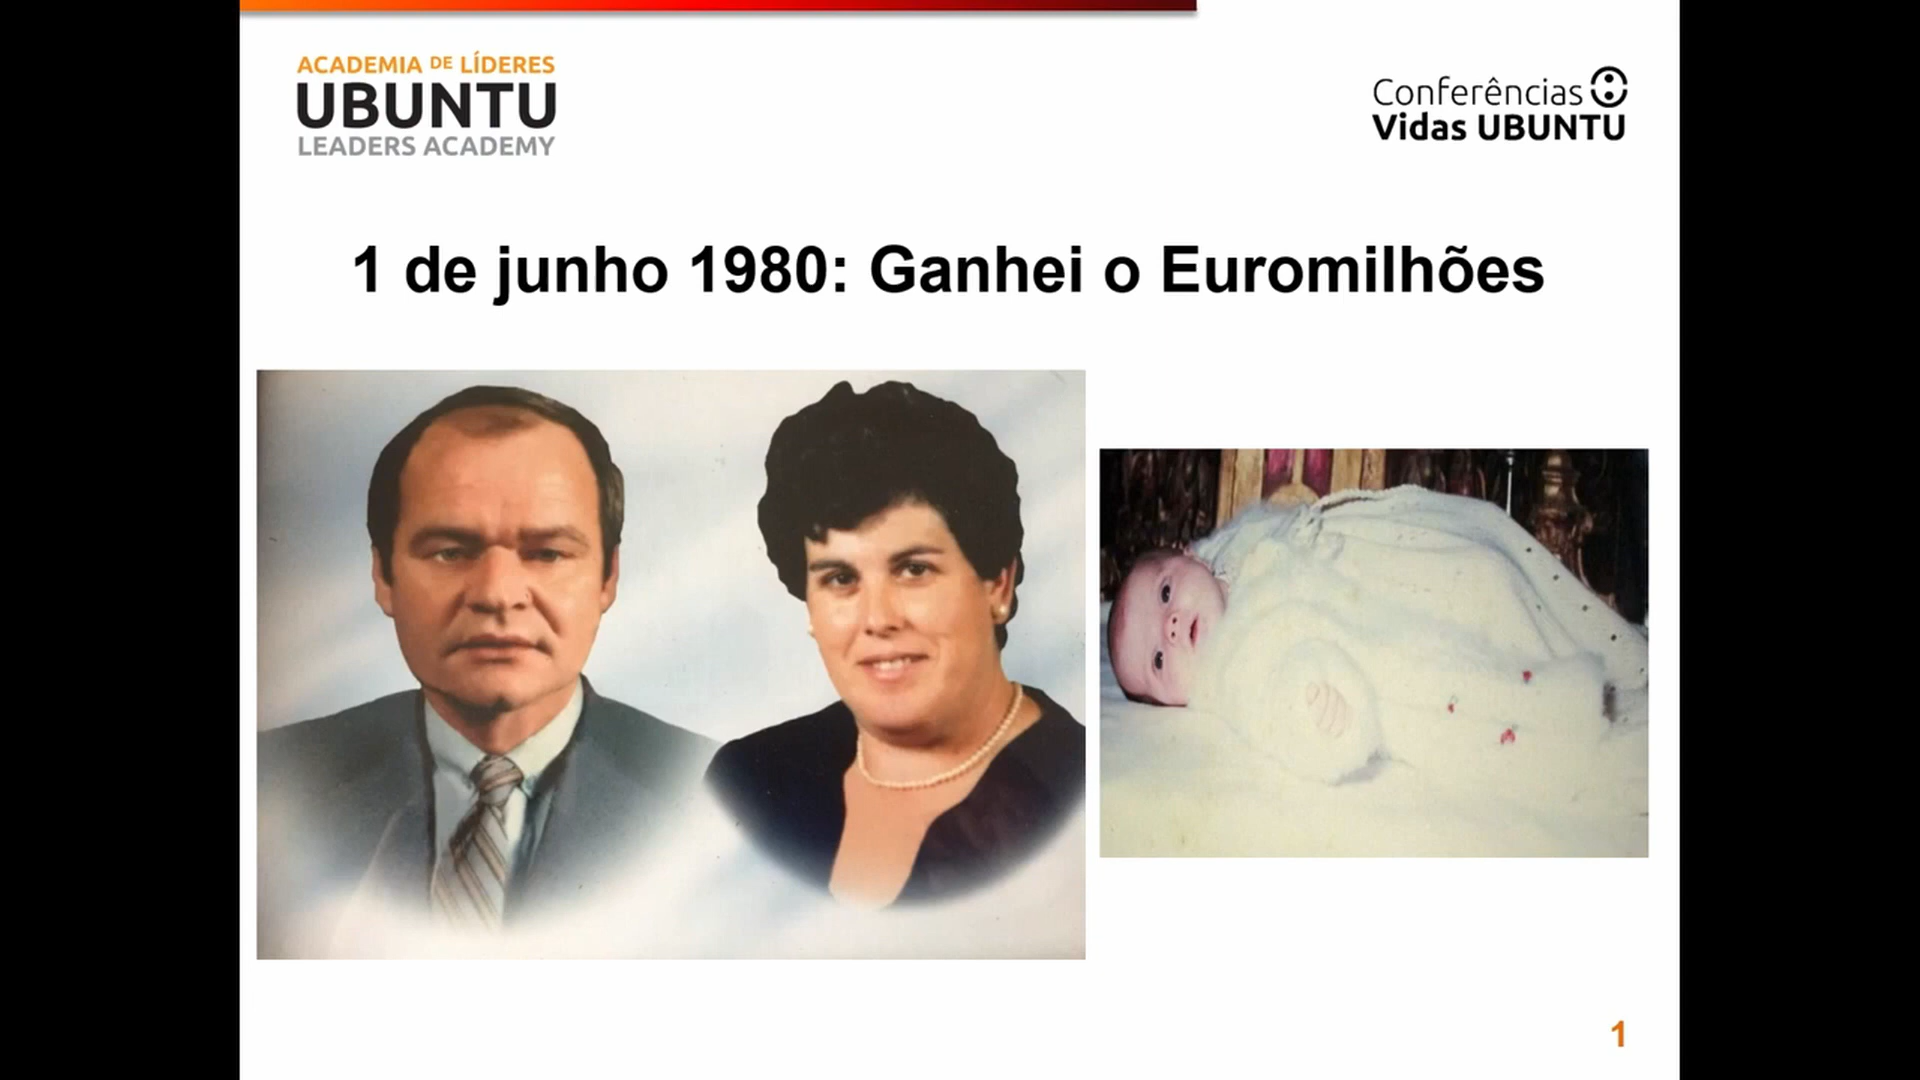 ACADEMIA DE LÍDERES
UBUNTU
LEADERS ACADEMY
Conferências
Vidas UBUNTU
1 de junho 1980: Ganhei o Euromilhões
1